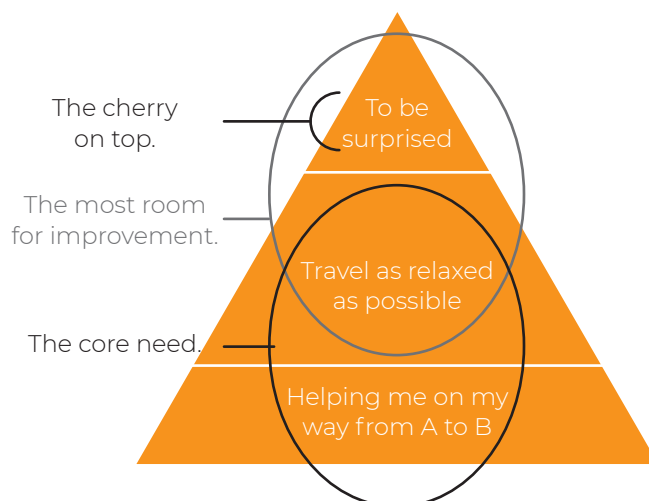 The cherry
on top.
To be
surprised
The most room
for improvement.
Travel as relaxed
as possible
The core need.
Helping me on my
way from A to B